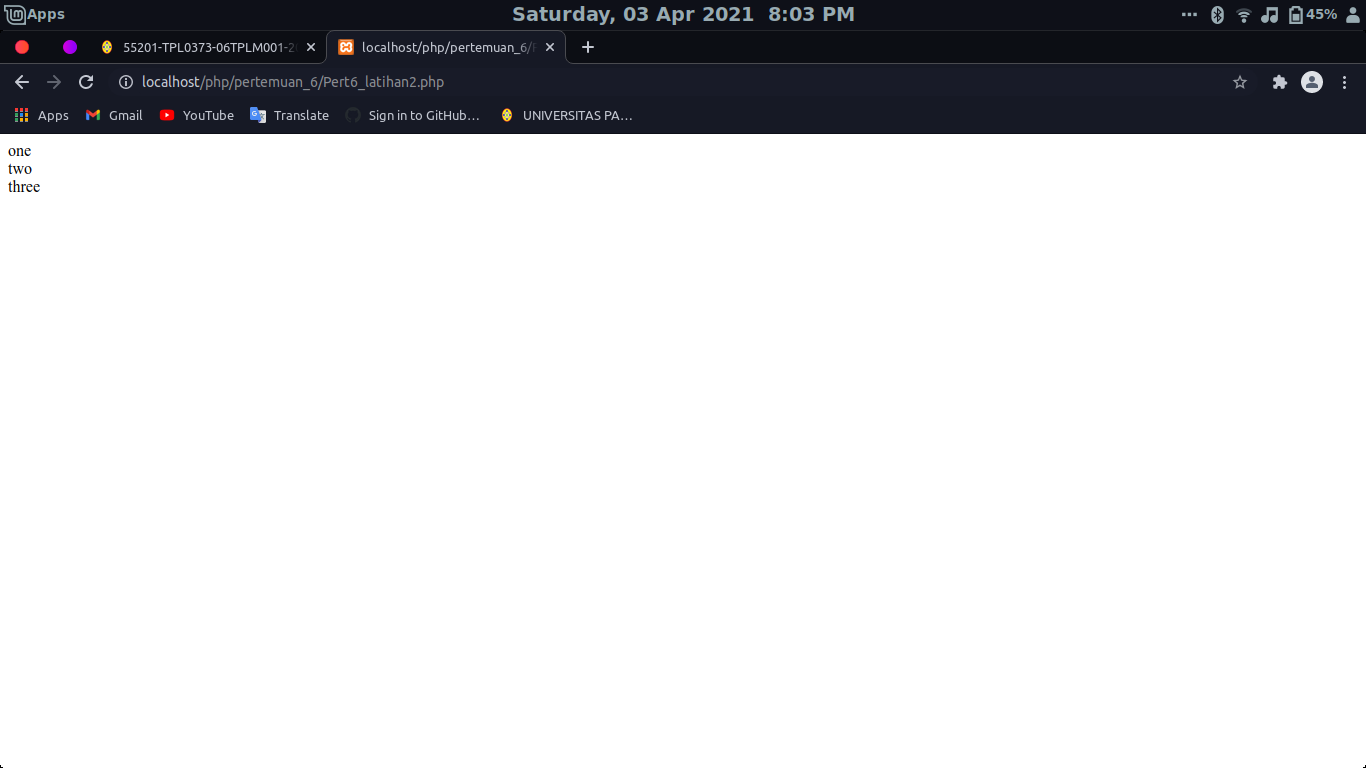 Apps
Saturday, 03 Apr 2021 8:03 PM
45%
55201-TPL0373-06TPLM001-2
localhost/php/pertemuan_6/
localhost/php/pertemuan_6/Pert6_latihan2.php
Apps Gmail YouTube Translate Sign in to GitHub... UNIVERSITAS PA...
one
two
three